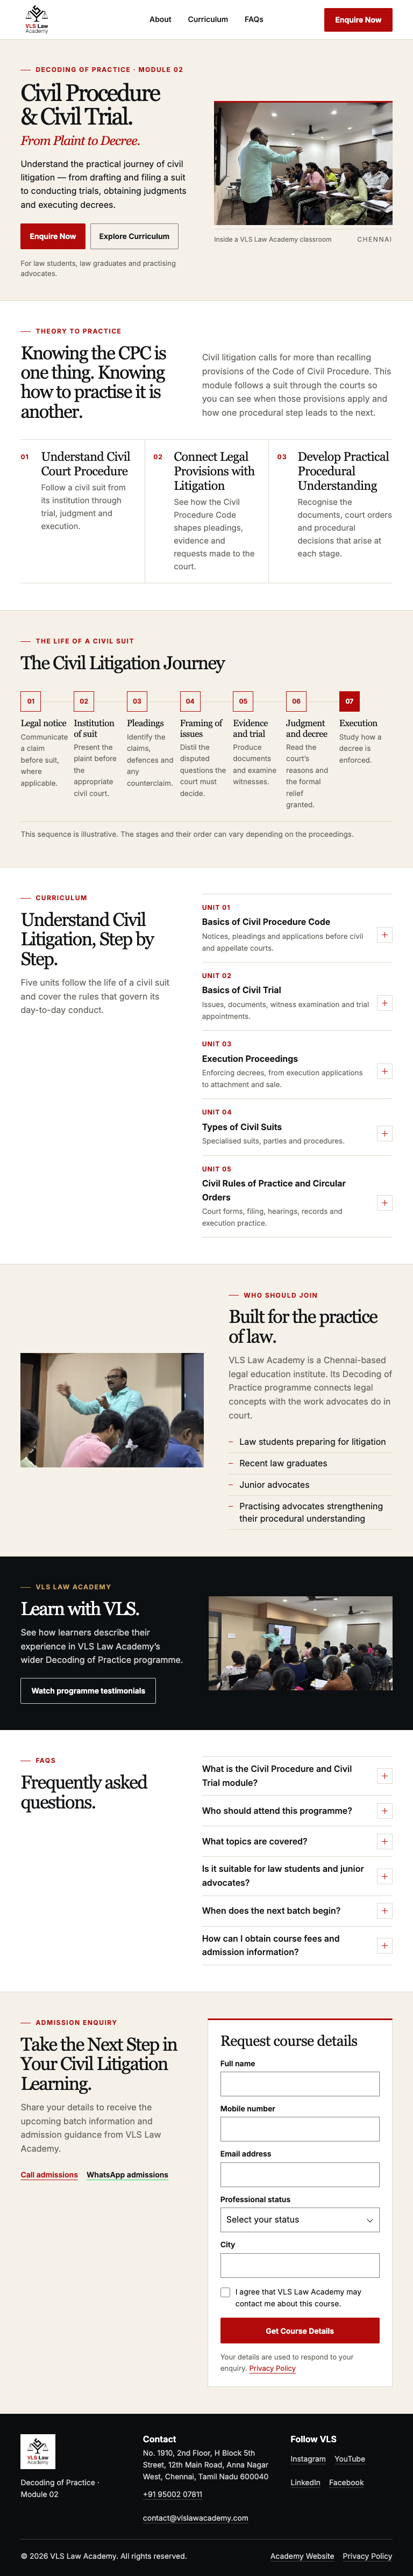 VLS Law
Academy
About
Curriculum
FAQs
Enquire Now
DECODING OF PRACTICE · MODULE 02
Civil Procedure
& Civil Trial.
From Plaint to Decree.
Understand the practical journey of civil
litigation — from drafting and filing a suit
to conducting trials, obtaining decrees
and executing judgments.
Enquire Now
Explore Curriculum
For law students, law graduates and practising
advocates.
Inside a VLS Law Academy classroom
CHENNAI
THEORY TO PRACTICE
Knowing the CPC is
one thing. Knowing
how to practise it is
another.
Civil litigation calls for more than recalling
provisions of the Code of Civil Procedure. This
module follows a suit through the courts so
you can see when those provisions apply and
how one procedural step leads to the next.
01
Understand Civil
Court Procedure
Follow a civil suit from
its institution through
trial, judgment and
execution.
02
Connect Legal
Provisions with
Litigation
See how the Civil
Procedure Code
shapes pleadings,
evidence and
requests made to the
court.
03
Develop Practical
Procedural
Understanding
Recognise the
documents, court orders
and procedural
decisions that arise at
each stage.
THE LIFE OF A CIVIL SUIT
The Civil Litigation Journey
01
Legal notice
Communicate
a claim
before suit,
where
applicable.
02
Institution
of suit
Present the
plaint before
the
appropriate
civil court.
03
Pleadings
Identify the
claims,
defences and
any
counterclaim.
04
Framing of
issues
Distil the
disputed
questions the
court must
decide.
05
Evidence
and trial
Produce
documents
and examine
witnesses.
06
Judgment
and decree
Read the
court's
reasons and
the formal
relief
granted.
07
Execution
Study how a
decree is
enforced.
This sequence is illustrative. The stages and their order can vary depending on the proceedings.
CURRICULUM
Understand Civil
Litigation, Step by
Step.
Five units follow the life of a civil suit
and cover the rules that govern its
day-to-day conduct.
UNIT 01
Basics of Civil Procedure Code
Notices, pleadings and applications before civil
and appellate courts.
UNIT 02
Basics of Civil Trial
Issues, documents, witness examination and trial
appointments.
UNIT 03
Execution Proceedings
Enforcing decrees, from execution applications
to attachment and sale.
UNIT 04
Types of Civil Suits
Specialised suits, parties and procedures.
UNIT 05
Civil Rules of Practice and Circular
Orders
Court forms, filing, hearings, records and
execution practice.
WHO SHOULD JOIN
Built for the practice
of law.
VLS Law Academy is a Chennai-based
legal education institute. Its Decoding of
Practice programme connects legal
concepts with the work advocates do in
court.
Law students preparing for litigation
Recent law graduates
Junior advocates
Practising advocates strengthening
their procedural understanding
VLS LAW ACADEMY
Learn with VLS.
See how learners describe their
experience in VLS Law Academy's
wider Decoding of Practice programme.
Watch programme testimonials
FAQS
Frequently asked
questions.
What is the Civil Procedure and Civil
Trial module?
Who should attend this programme?
What topics are covered?
Is it suitable for law students and junior
advocates?
When does the next batch begin?
How can I obtain course fees and
admission information?
ADMISSION ENQUIRY
Take the Next Step in
Your Civil Litigation
Learning.
Share your details to receive the
upcoming batch information and
admission guidance from VLS Law
Academy.
Call admissions
WhatsApp admissions
Request course details
Full name
Mobile number
Email address
Professional status
Select your status
City
I agree that VLS Law Academy may
contact me about this course.
Get Course Details
Your details are used to respond to your
enquiry. Privacy Policy
VLS Law
Academy
Decoding of Practice ·
Module 02
Contact
No. 1910, 2nd Floor, H Block 5th
Street, 12th Main Road, Anna Nagar
West, Chennai, Tamil Nadu 600040
+91 95002 07811
contact@vlslawacademy.com
Follow VLS
Instagram
YouTube
LinkedIn
Facebook
© 2026 VLS Law Academy. All rights reserved.
Academy Website
Privacy Policy